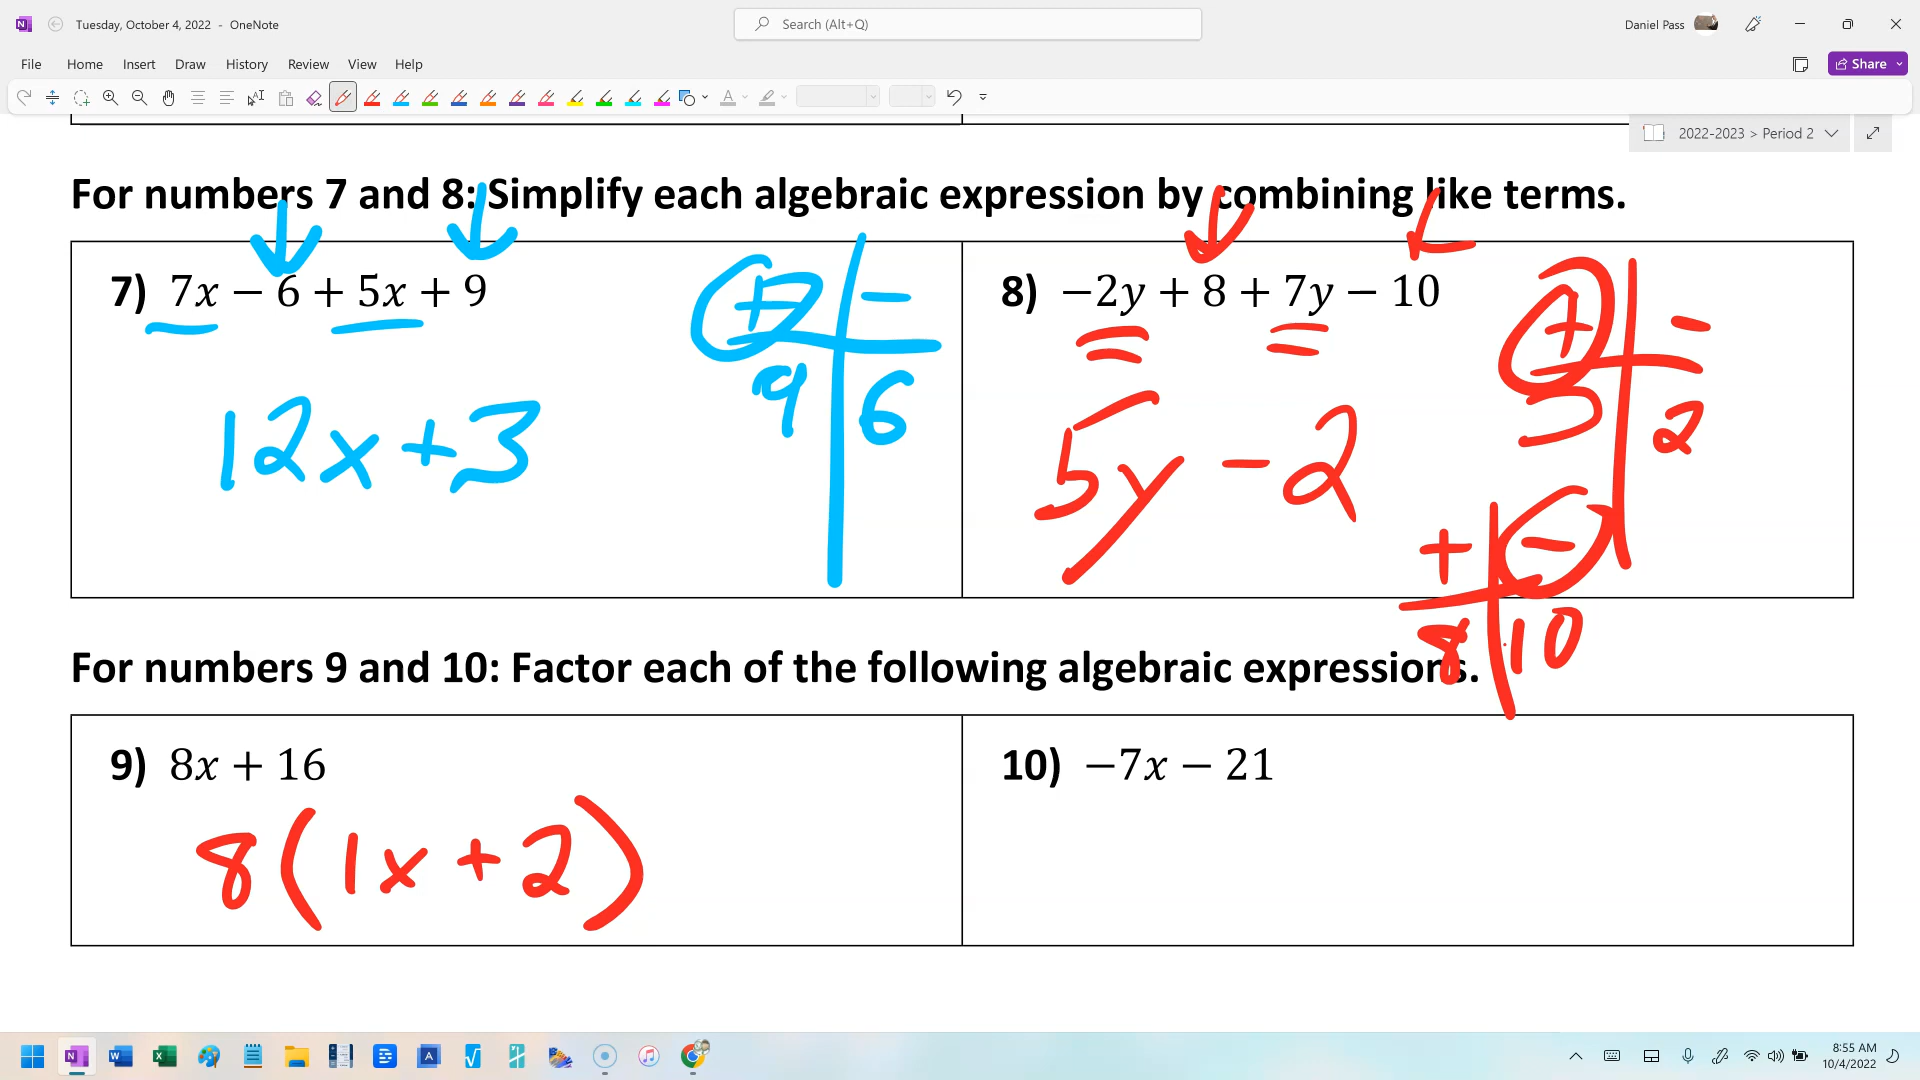 Tuesday, October 4, 2022 - OneNote
Search (Alt+Q)
Daniel Pass
File Home Insert Draw History Review View Help
Share
2022-2023 > Period 2
For numbers 7 and 8: Simplify each algebraic expression by combining like terms.
7) 7x − 6 + 5x + 9
+ −
9 6
12x + 3
8) −2y + 8 + 7y − 10
+ −
2
5y − 2
+ −
8 10
For numbers 9 and 10: Factor each of the following algebraic expressions.
9) 8x + 16
8(1x + 2)
10) −7x − 21
8:55 AM
10/4/2022